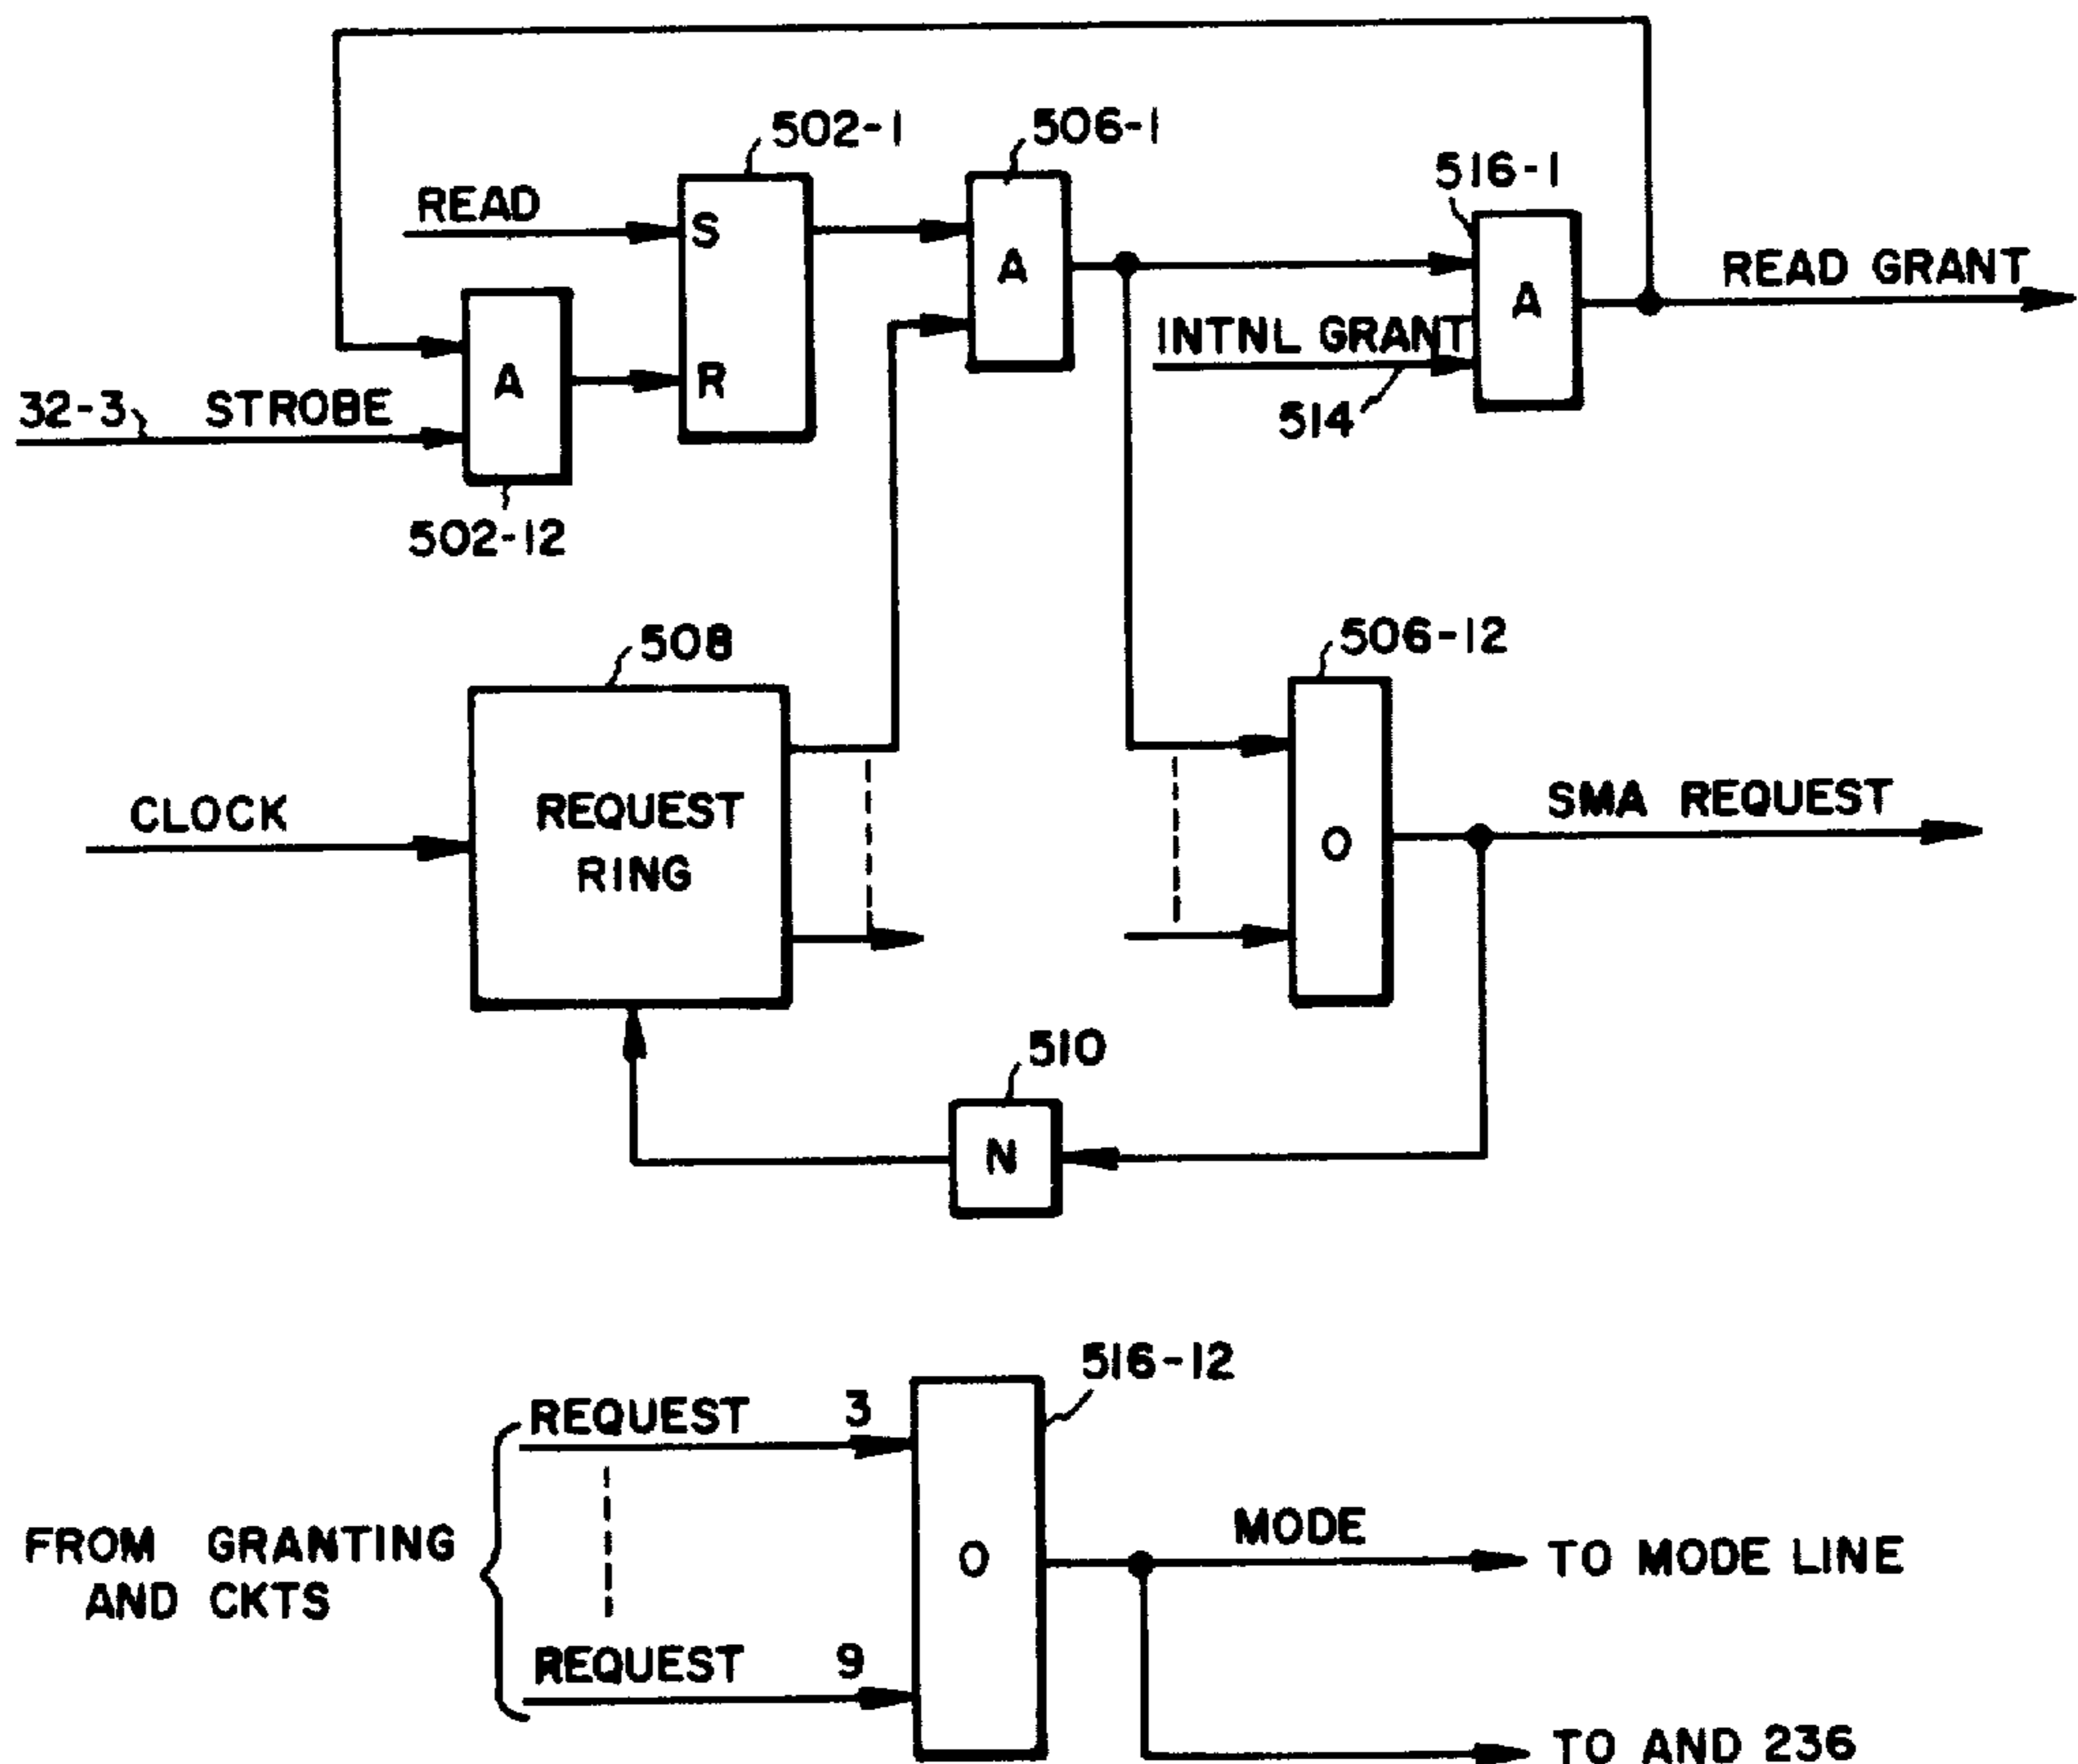 502-1
506-1
516-1
READ
S
A
READ GRANT
A
INTNL GRANT
A
R
32-3
STROBE
514
502-12
508
506-12
CLOCK
REQUEST
RING
O
SMA REQUEST
510
N
516-12
REQUEST 3
FROM GRANTING
AND CKTS
O
MODE
TO MODE LINE
REQUEST 9
TO AND 236